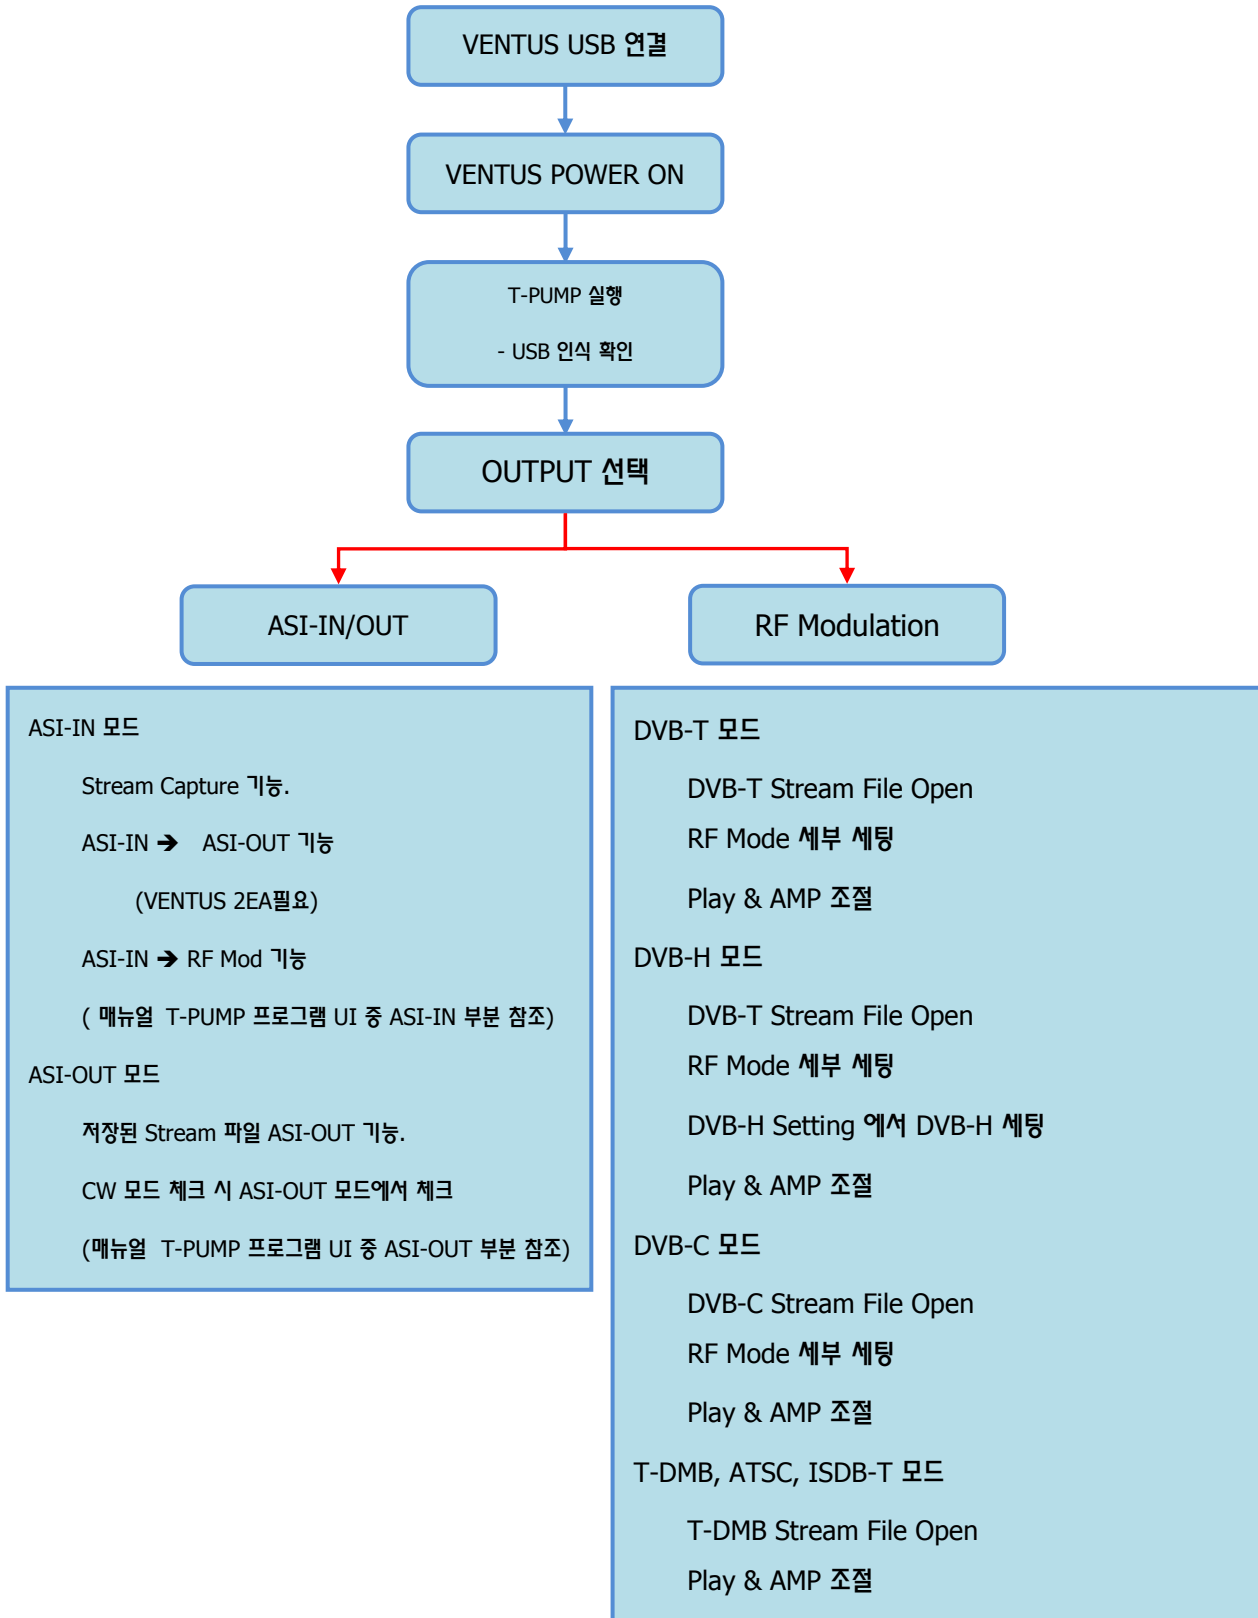 VENTUS USB 연결
VENTUS POWER ON
T-PUMP 실행
- USB 인식 확인
OUTPUT 선택
ASI-IN/OUT
RF Modulation
ASI-IN 모드
Stream Capture 기능.
ASI-IN ➔ ASI-OUT 기능
(VENTUS 2EA필요)
ASI-IN ➔ RF Mod 기능
( 매뉴얼 T-PUMP 프로그램 UI 중 ASI-IN 부분 참조)
ASI-OUT 모드
저장된 Stream 파일 ASI-OUT 기능.
CW 모드 체크 시 ASI-OUT 모드에서 체크
(매뉴얼 T-PUMP 프로그램 UI 중 ASI-OUT 부분 참조)
DVB-T 모드
DVB-T Stream File Open
RF Mode 세부 세팅
Play & AMP 조절
DVB-H 모드
DVB-T Stream File Open
RF Mode 세부 세팅
DVB-H Setting 에서 DVB-H 세팅
Play & AMP 조절
DVB-C 모드
DVB-C Stream File Open
RF Mode 세부 세팅
Play & AMP 조절
T-DMB, ATSC, ISDB-T 모드
T-DMB Stream File Open
Play & AMP 조절